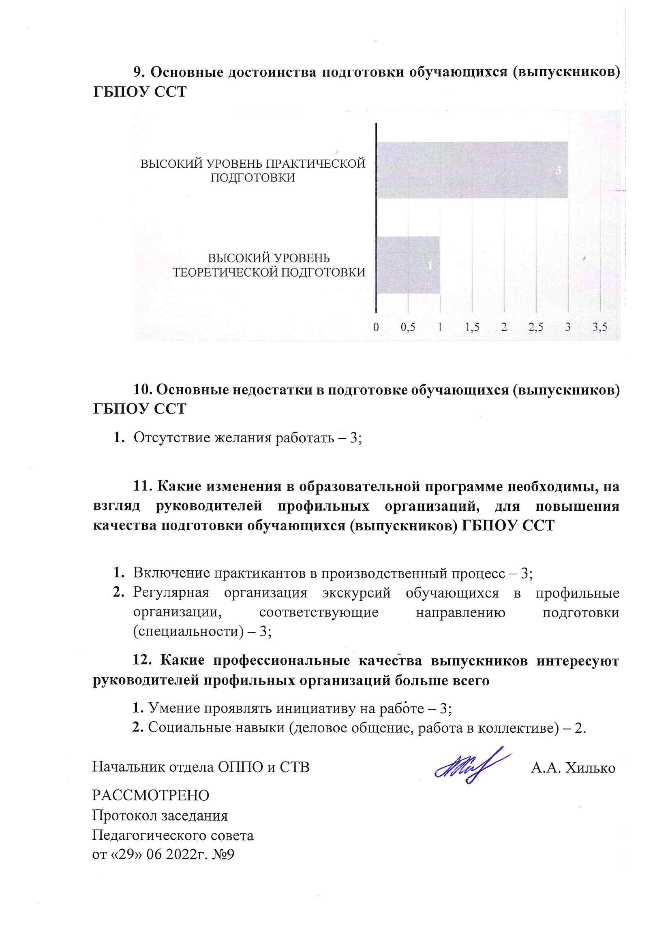 9. Основные достоинства подготовки обучающихся (выпускников)
ГБПОУ ССТ
ВЫСОКИЙ УРОВЕНЬ ПРАКТИЧЕСКОЙ
ПОДГОТОВКИ
3
ВЫСОКИЙ УРОВЕНЬ
ТЕОРЕТИЧЕСКОЙ ПОДГОТОВКИ
1
0 0,5 1 1,5 2 2,5 3 3,5
10. Основные недостатки в подготовке обучающихся (выпускников)
ГБПОУ ССТ
1. Отсутствие желания работать – 3;
11. Какие изменения в образовательной программе необходимы, на
взгляд руководителей профильных организаций, для повышения
качества подготовки обучающихся (выпускников) ГБПОУ ССТ
1. Включение практикантов в производственный процесс – 3;
2. Регулярная организация экскурсий обучающихся в профильные
организации, соответствующие направлению подготовки
(специальности) – 3;
12. Какие профессиональные качества выпускников интересуют
руководителей профильных организаций больше всего
1. Умение проявлять инициативу на работе – 3;
2. Социальные навыки (деловое общение, работа в коллективе) – 2.
Начальник отдела ОППО и СТВ А.А. Хилько
РАССМОТРЕНО
Протокол заседания
Педагогического совета
от «29» 06 2022г. №9